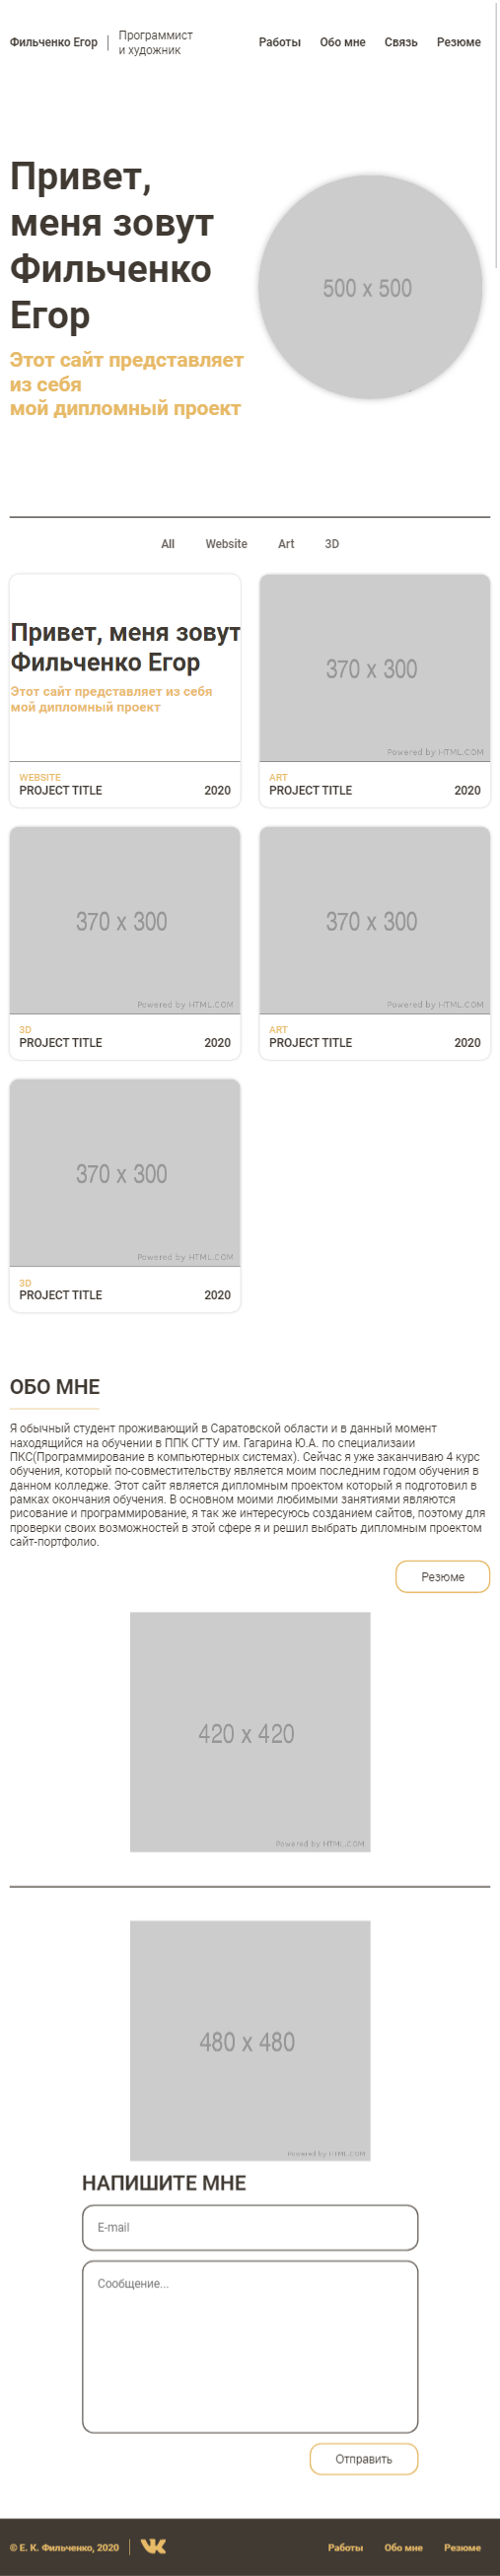 Фильченко Егор
Программист
и художник
Работы Обо мне Связь Резюме
Привет,
меня зовут
Фильченко
Егор
Этот сайт представляет
из себя
мой дипломный проект
500 x 500
All Website Art 3D
Привет, меня зовут
Фильченко Егор
Этот сайт представляет из себя
мой дипломный проект
WEBSITE
PROJECT TITLE 2020
370 x 300
Powered by HTML.COM
ART
PROJECT TITLE 2020
370 x 300
Powered by HTML.COM
3D
PROJECT TITLE 2020
370 x 300
Powered by HTML.COM
ART
PROJECT TITLE 2020
370 x 300
Powered by HTML.COM
3D
PROJECT TITLE 2020
ОБО МНЕ
Я обычный студент проживающий в Саратовской области и в данный момент
находящийся на обучении в ППК СГТУ им. Гагарина Ю.А. по специализаии
ПКС(Программирование в компьютерных системах). Сейчас я уже заканчиваю 4 курс
обучения, который по-совместительству является моим последним годом обучения в
данном колледже. Этот сайт является дипломным проектом который я подготовил в
рамках окончания обучения. В основном моими любимыми занятиями являются
рисование и программирование, я так же интересуюсь созданием сайтов, поэтому для
проверки своих возможностей в этой сфере я и решил выбрать дипломным проектом
сайт-портфолио.
Резюме
420 x 420
Powered by HTML.COM
480 x 480
Powered by HTML.COM
НАПИШИТЕ МНЕ
E-mail
Сообщение...
Отправить
© Е. К. Фильченко, 2020
Работы Обо мне Резюме